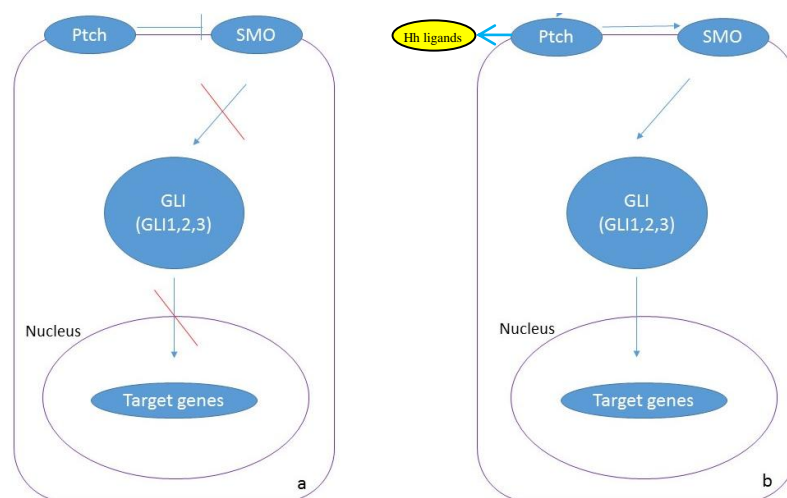 Ptch
SMO
GLI
(GLI1,2,3)
Nucleus
Target genes
a
Hh ligands
Ptch
SMO
GLI
(GLI1,2,3)
Nucleus
Target genes
b